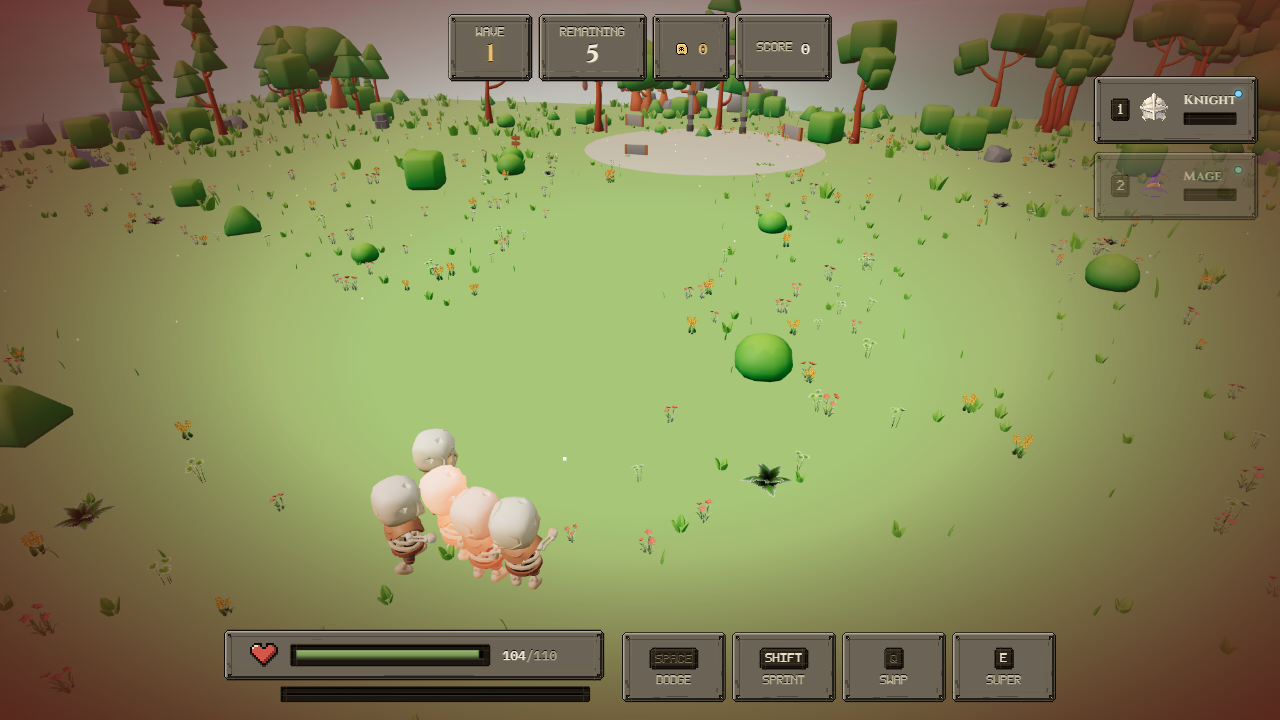 WAVE
1
REMAINING
5
0
SCORE 0
1
KNIGHT
2
MAGE
104/110
SPACE
DODGE
SHIFT
SPRINT
Q
SWAP
E
SUPER